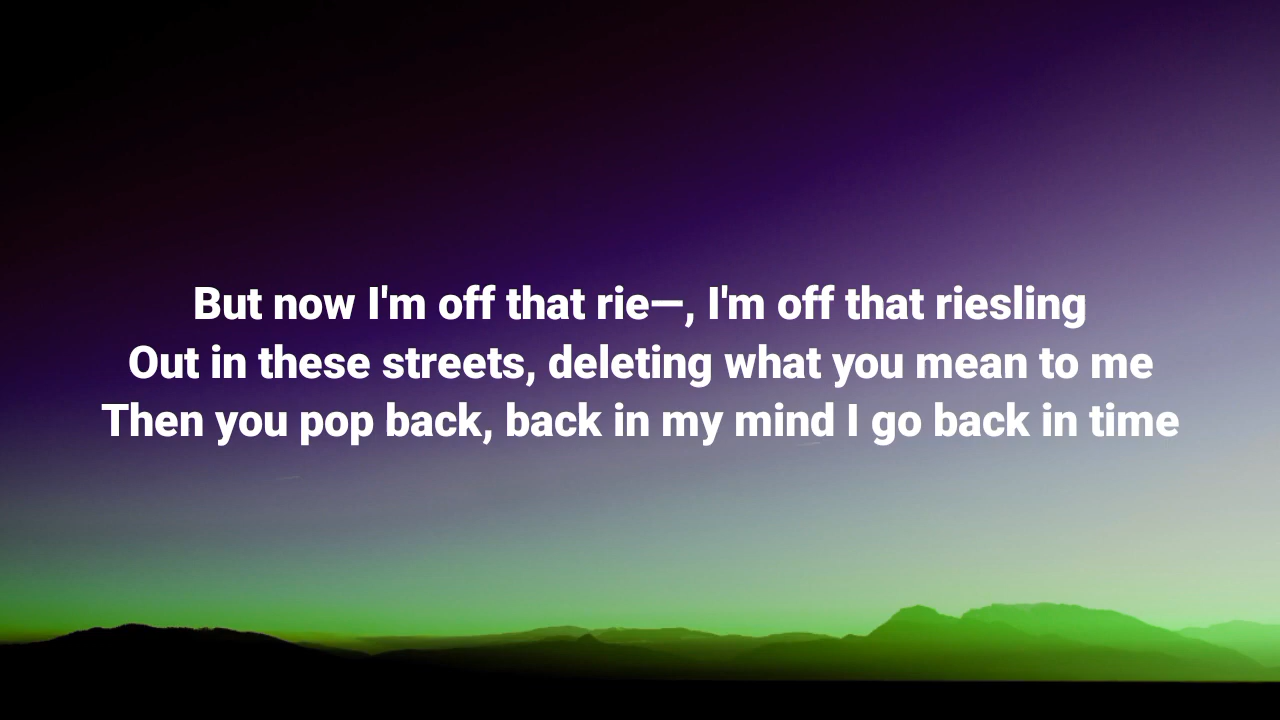 But now I'm off that rie—, I'm off that riesling
Out in these streets, deleting what you mean to me
Then you pop back, back in my mind I go back in time